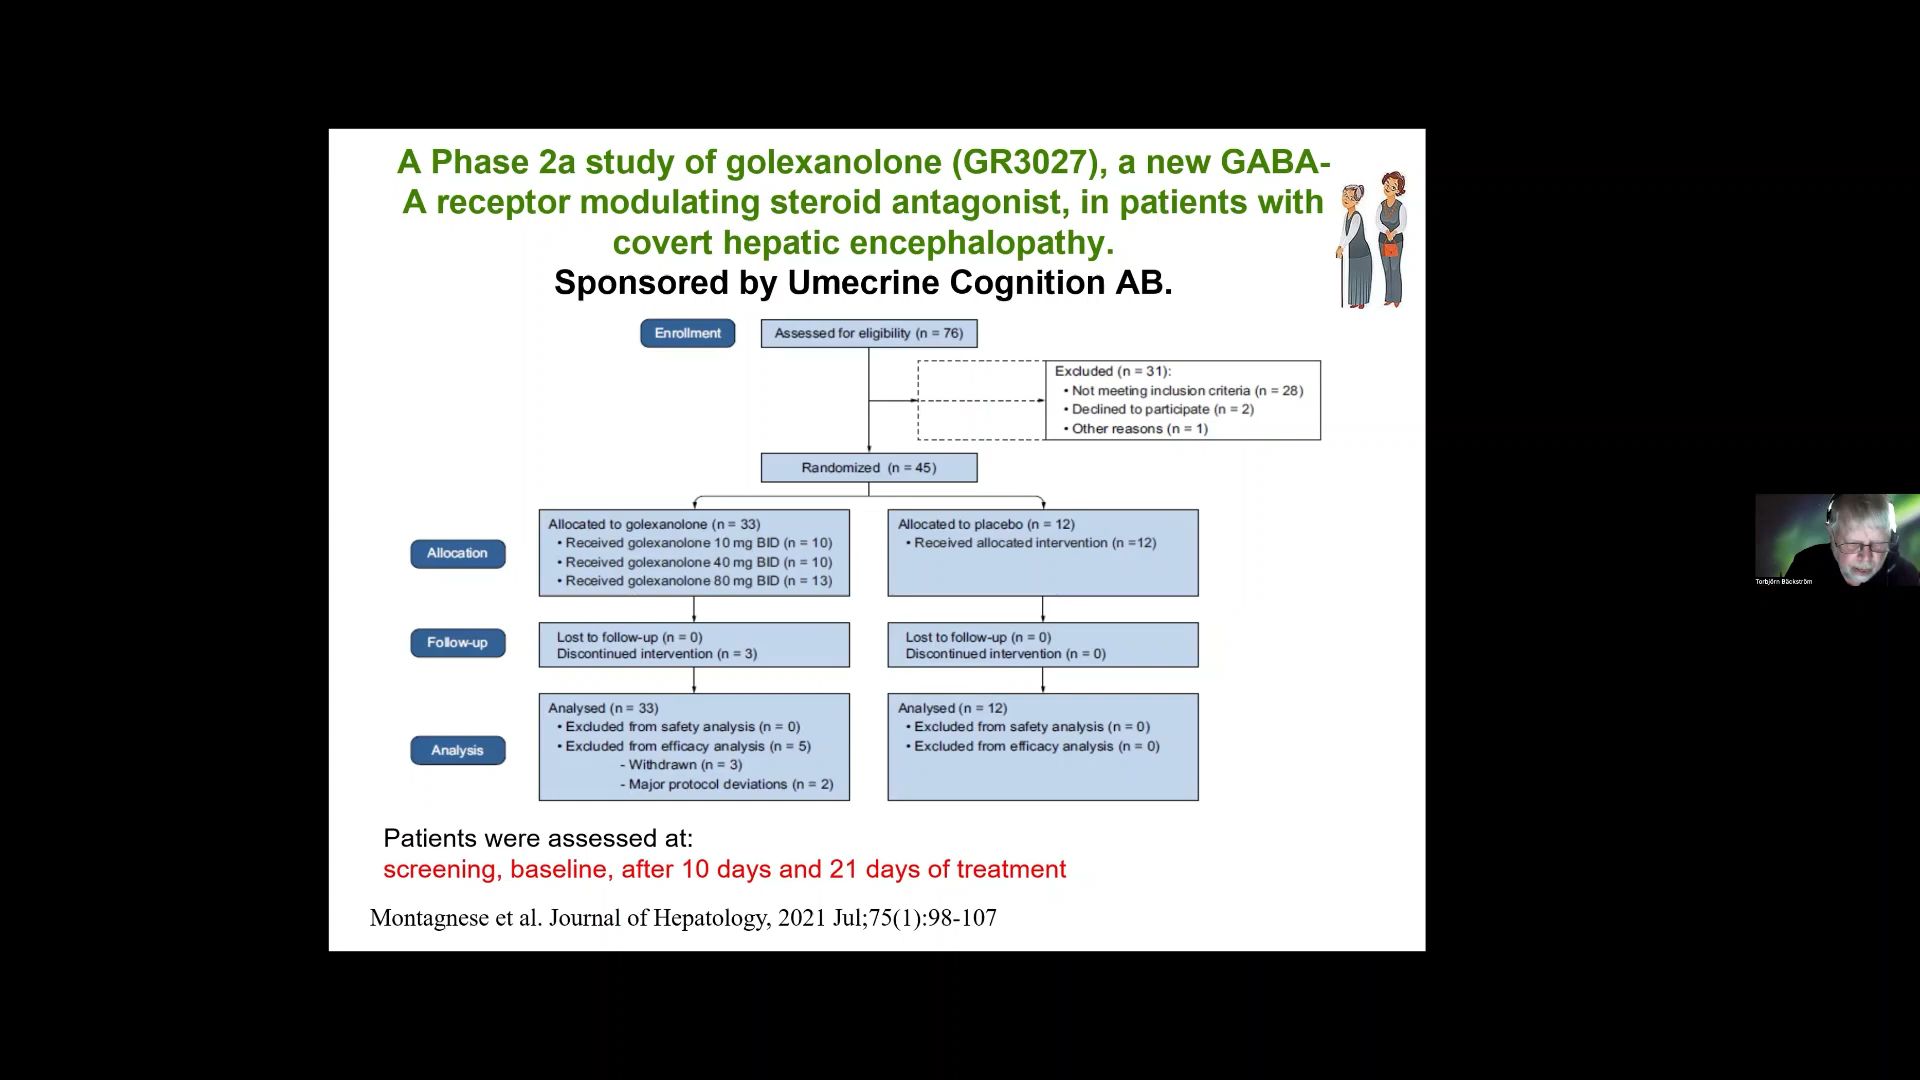 A Phase 2a study of golexanolone (GR3027), a new GABA-
A receptor modulating steroid antagonist, in patients with
covert hepatic encephalopathy.
Sponsored by Umecrine Cognition AB.
Enrollment
Assessed for eligibility (n = 76)
Excluded (n = 31):
• Not meeting inclusion criteria (n = 28)
• Declined to participate (n = 2)
• Other reasons (n = 1)
Randomized (n = 45)
Allocation
Allocated to golexanolone (n = 33)
• Received golexanolone 10 mg BID (n = 10)
• Received golexanolone 40 mg BID (n = 10)
• Received golexanolone 80 mg BID (n = 13)
Allocated to placebo (n = 12)
• Received allocated intervention (n =12)
Follow-up
Lost to follow-up (n = 0)
Discontinued intervention (n = 3)
Lost to follow-up (n = 0)
Discontinued intervention (n = 0)
Analysis
Analysed (n = 33)
• Excluded from safety analysis (n = 0)
• Excluded from efficacy analysis (n = 5)
- Withdrawn (n = 3)
- Major protocol deviations (n = 2)
Analysed (n = 12)
• Excluded from safety analysis (n = 0)
• Excluded from efficacy analysis (n = 0)
Patients were assessed at:
screening, baseline, after 10 days and 21 days of treatment
Montagnese et al. Journal of Hepatology, 2021 Jul;75(1):98-107
Torbjörn Bäckström